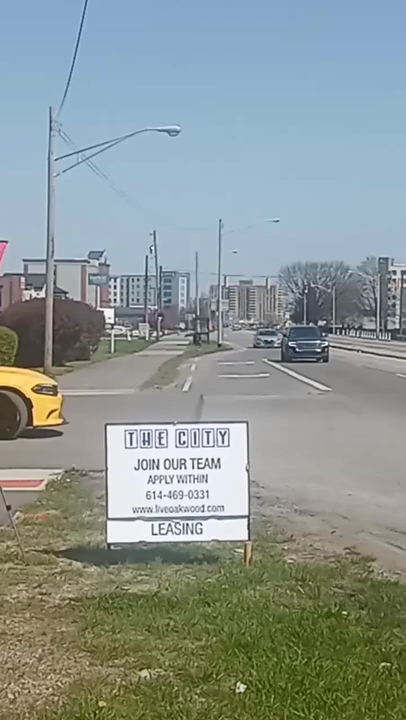 THE CITY
JOIN OUR TEAM
APPLY WITHIN
614-469-0331
www.liveoakwood.com
LEASING